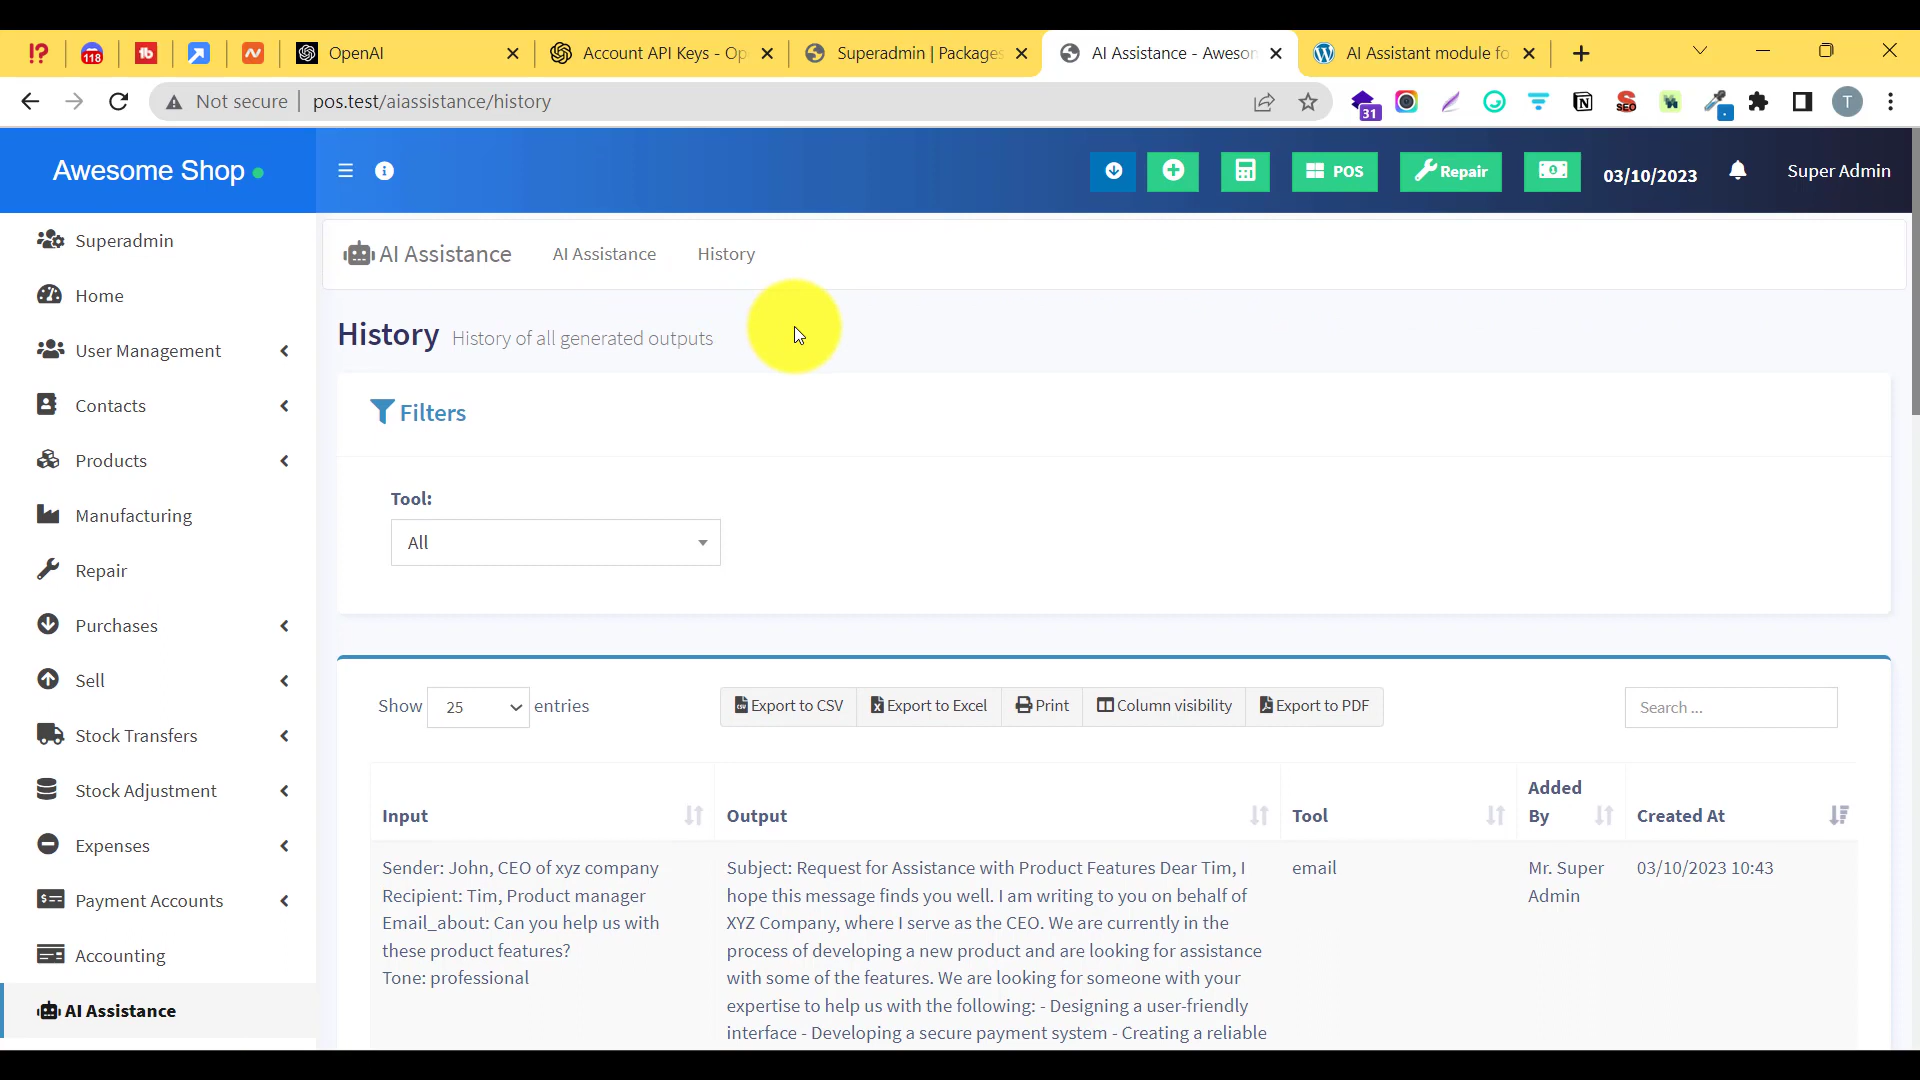 !?
118
tb
OpenAI
Account API Keys - Op
Superadmin | Packages
AI Assistance - Aweson
AI Assistant module fo
Not secure
pos.test/aiassistance/history
31
SEO
T
Awesome Shop
POS
Repair
03/10/2023
Super Admin
Superadmin
Home
User Management
Contacts
Products
Manufacturing
Repair
Purchases
Sell
Stock Transfers
Stock Adjustment
Expenses
Payment Accounts
Accounting
AI Assistance
AI Assistance
AI Assistance
History
History
History of all generated outputs
Filters
Tool:
All
Show 25 entries
Export to CSV
Export to Excel
Print
Column visibility
Export to PDF
Search ...
Input
Output
Tool
Added
By
Created At
Sender: John, CEO of xyz company
Recipient: Tim, Product manager
Email_about: Can you help us with
these product features?
Tone: professional
Subject: Request for Assistance with Product Features Dear Tim, I
hope this message finds you well. I am writing to you on behalf of
XYZ Company, where I serve as the CEO. We are currently in the
process of developing a new product and are looking for assistance
with some of the features. We are looking for someone with your
expertise to help us with the following: - Designing a user-friendly
interface - Developing a secure payment system - Creating a reliable
email
Mr. Super
Admin
03/10/2023 10:43